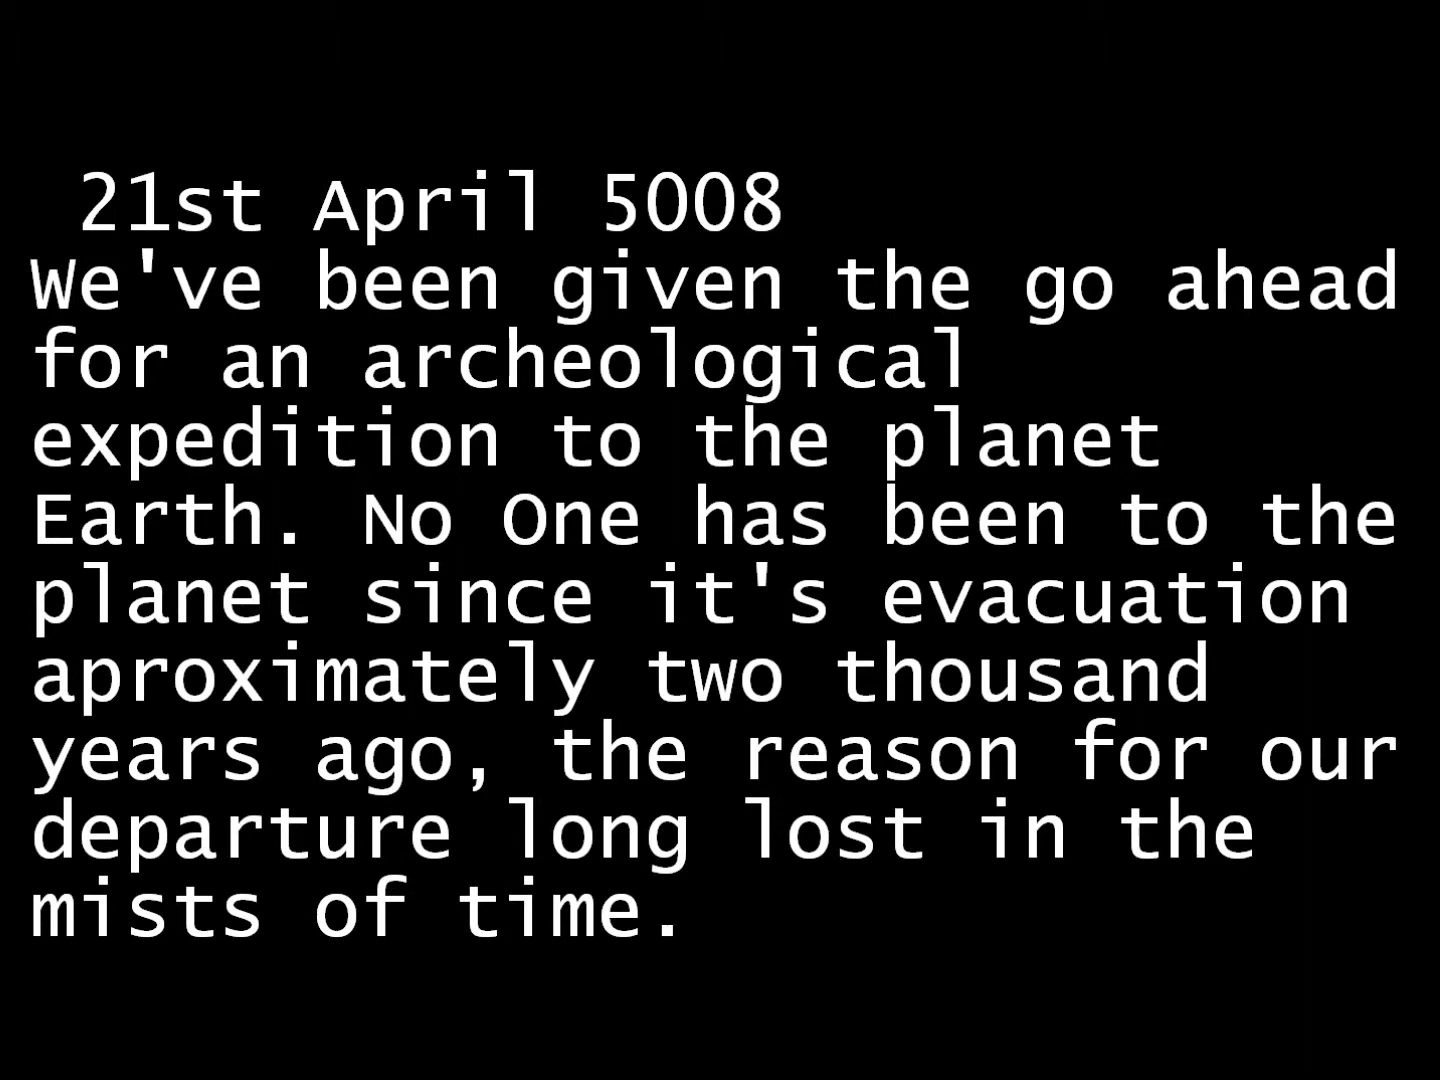 21st April 5008
We've been given the go ahead
for an archeological
expedition to the planet
Earth. No One has been to the
planet since it's evacuation
aproximately two thousand
years ago, the reason for our
departure long lost in the
mists of time.